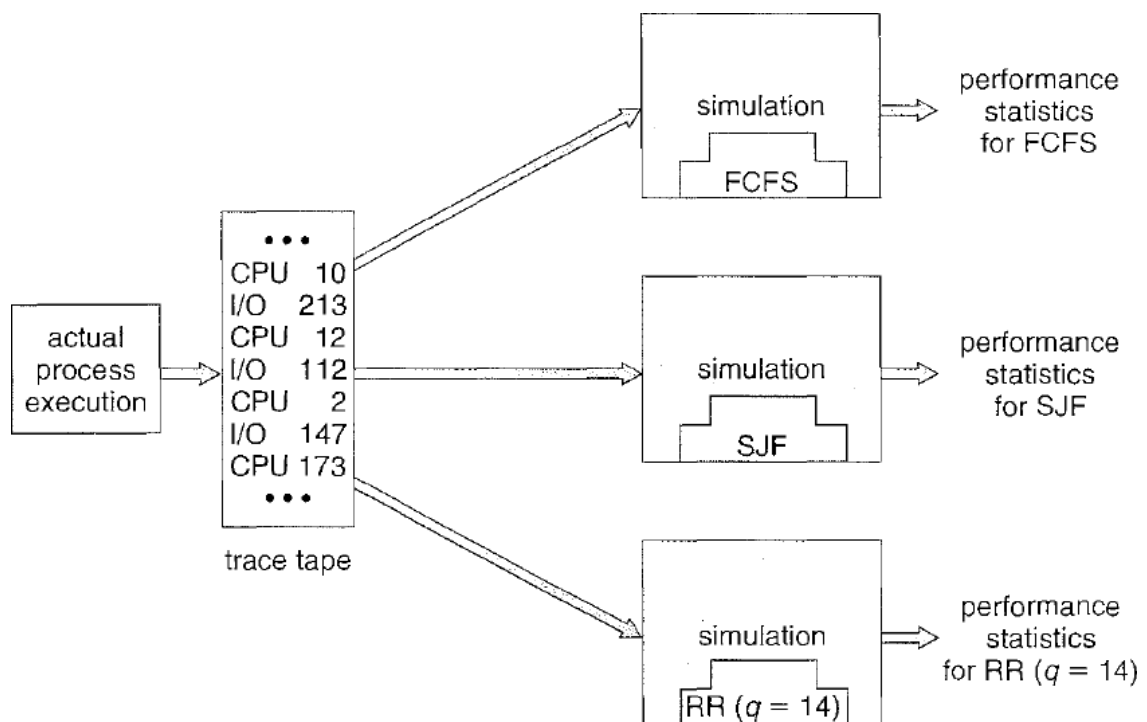 actual
process
execution
• • •
CPU 10
I/O 213
CPU 12
I/O 112
CPU 2
I/O 147
CPU 173
• • •
trace tape
simulation
FCFS
performance
statistics
for FCFS
simulation
SJF
performance
statistics
for SJF
simulation
RR (q = 14)
performance
statistics
for RR (q = 14)